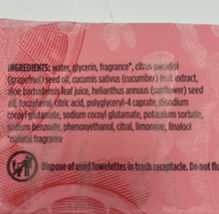 INGREDIENTS: water, glycerin, fragrance*, citrus paradisi
(grapefruit) seed oil, cucumis sativus (cucumber) fruit extract,
aloe barbadensis leaf juice, helianthus annuus (sunflower) seed
oil, tocopherol, citric acid, polyglyceryl-4 caprate, disodium
cocoyl glutamate, sodium cocoyl glutamate, potassium sorbate,
sodium benzoate, phenoxyethanol, citral, limonene, linalool
*natural fragrance
Dispose of used towelettes in trash receptacle. Do not flu